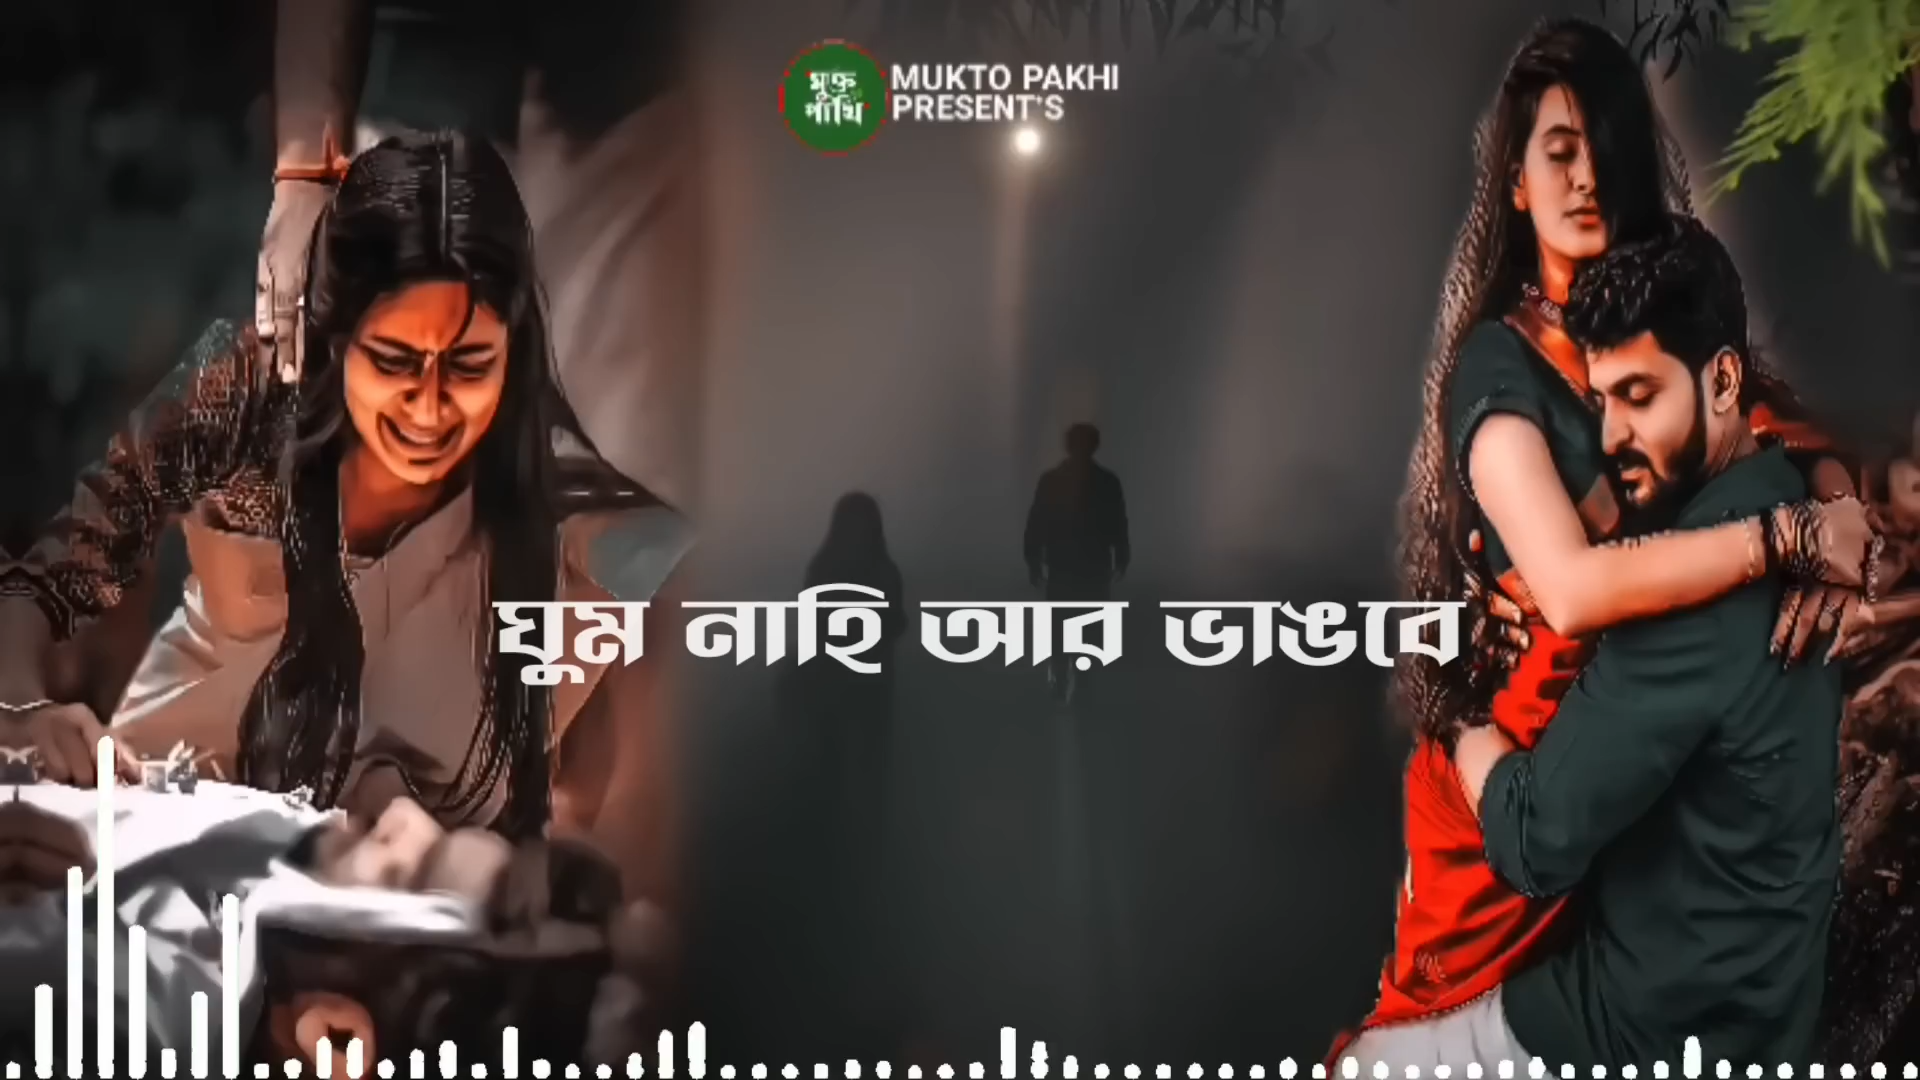 মুক্ত
পাখি
MUKTO PAKHI
PRESENT'S
ঘুম নাহি আর ভাঙবে